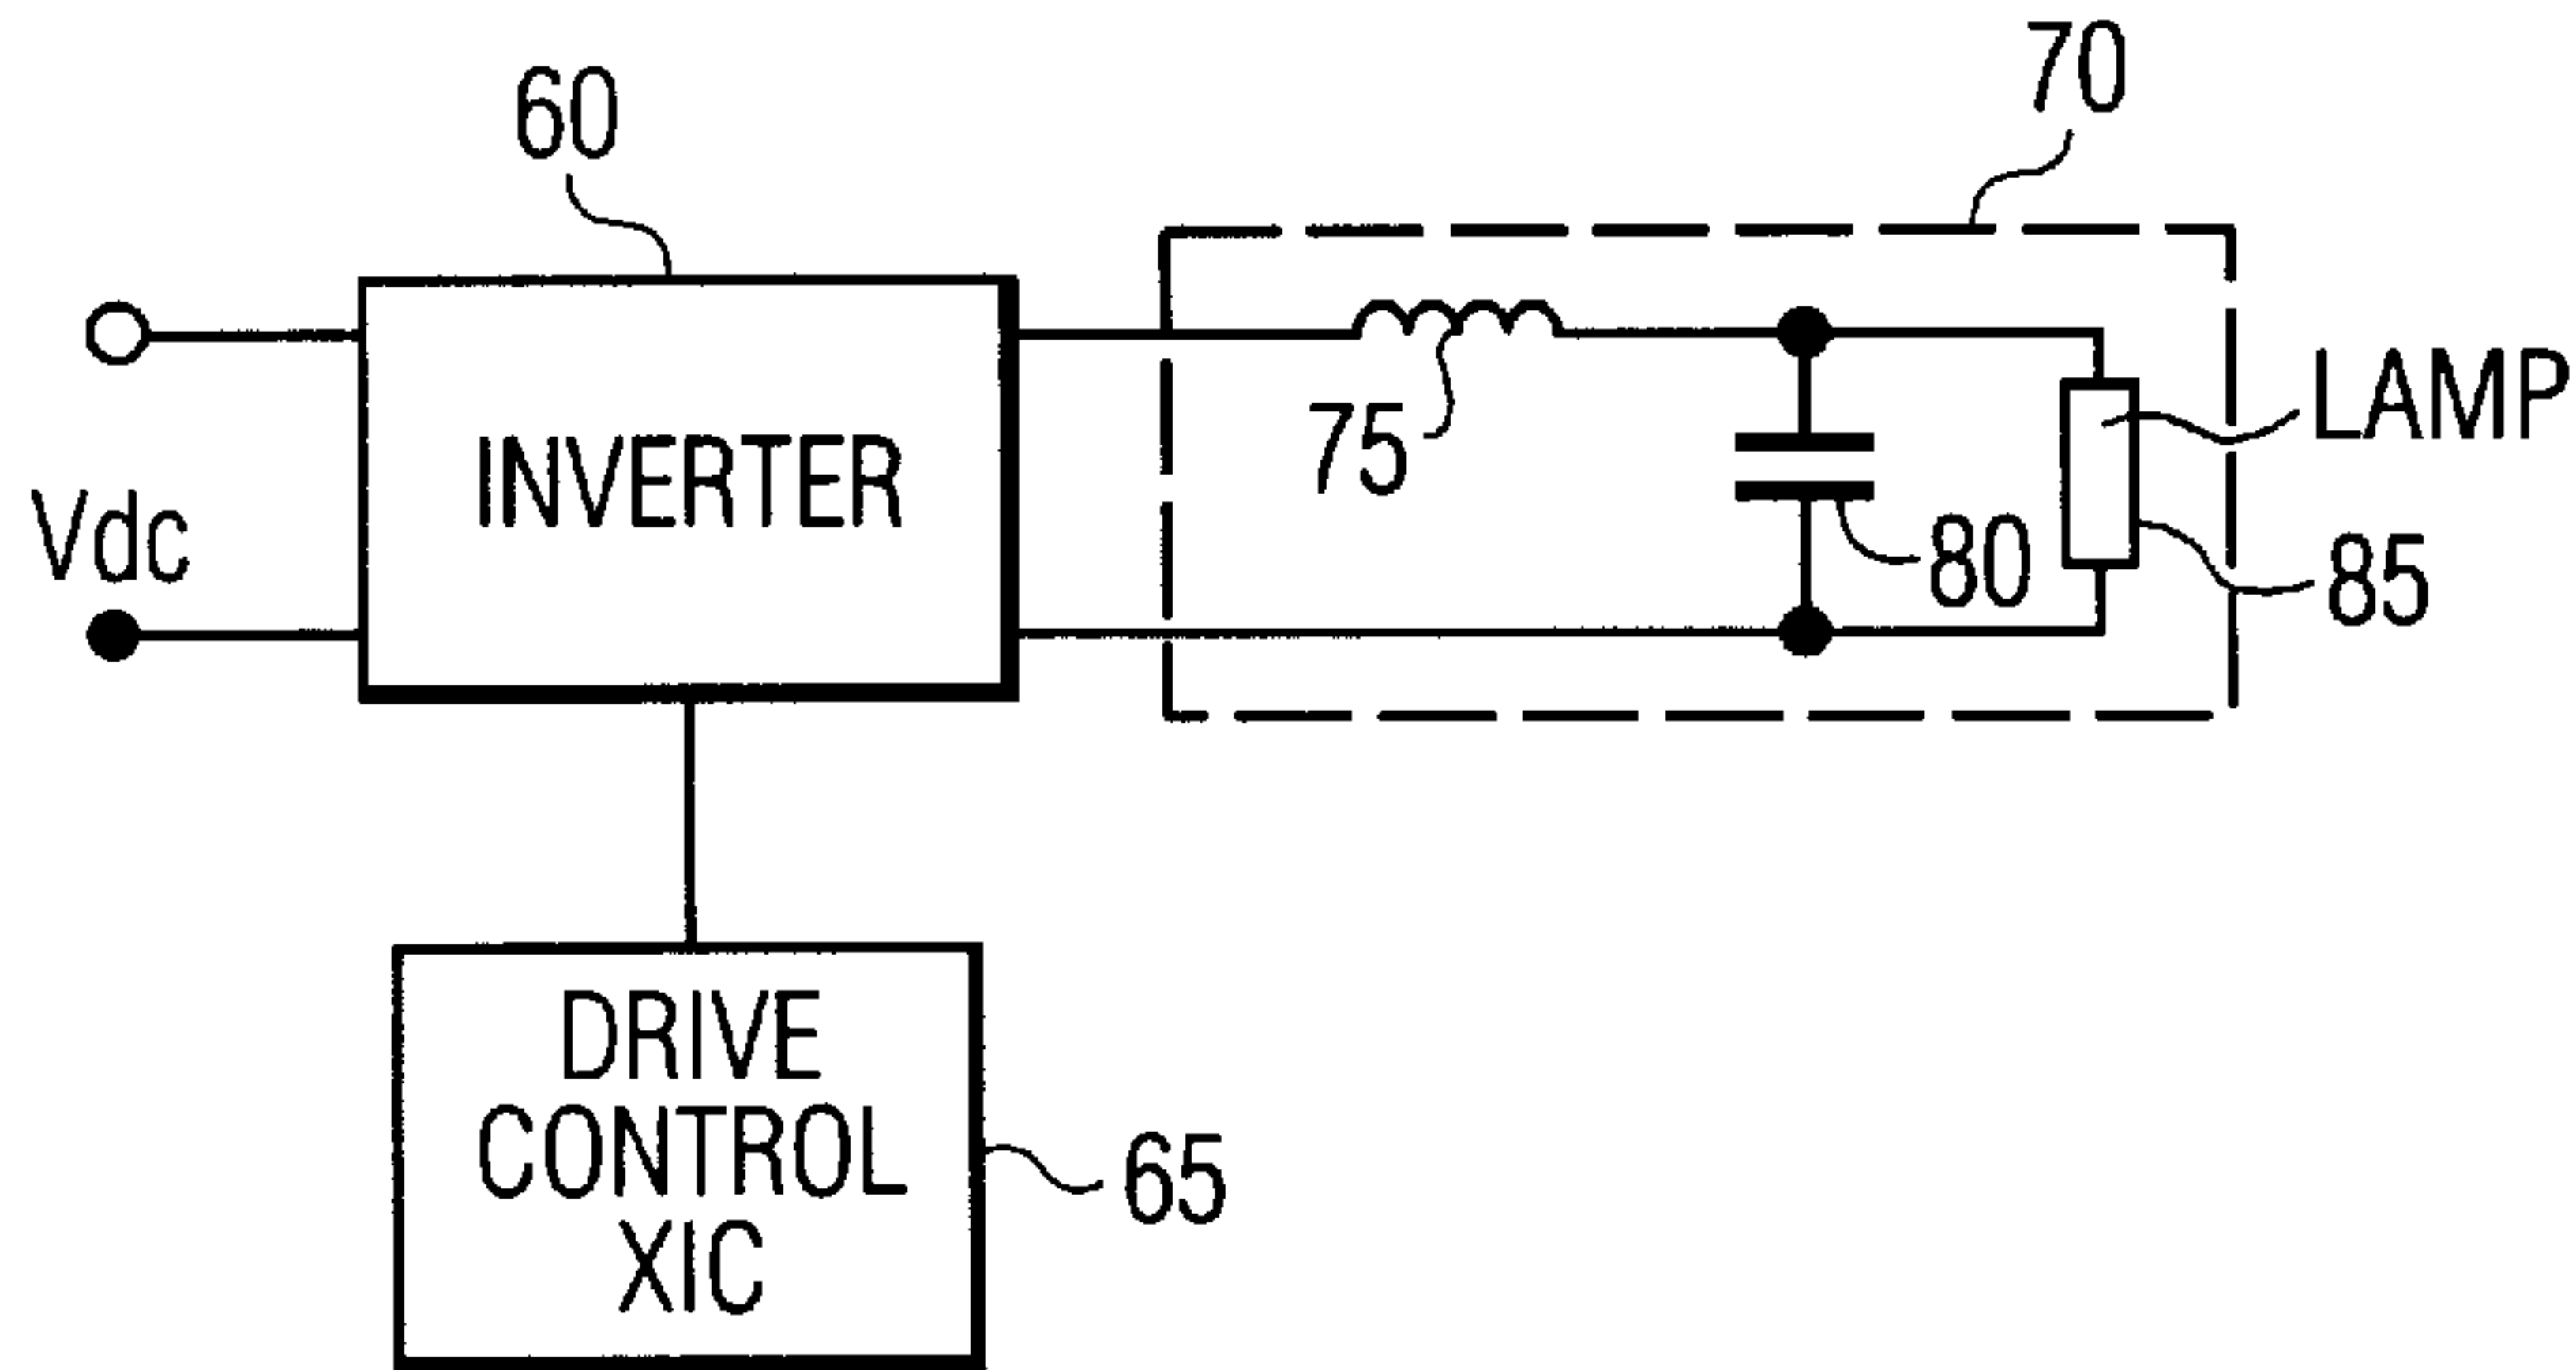 70
60
LAMP
75
INVERTER
Vdc
80
85
DRIVE
CONTROL
XIC
65